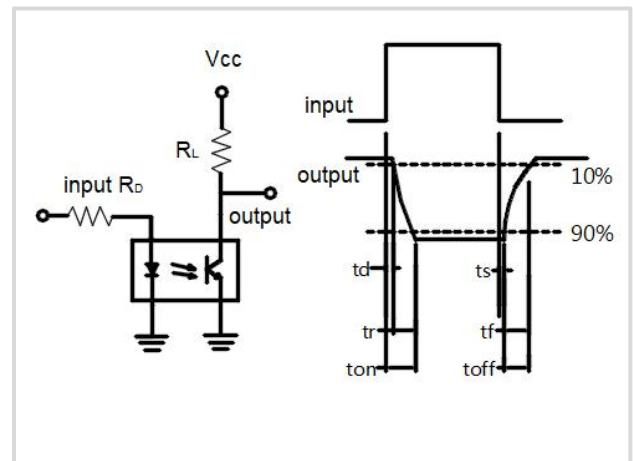 Vcc
RL
input RD
output
input
output
10%
90%
td
ts
tr
tf
ton
toff